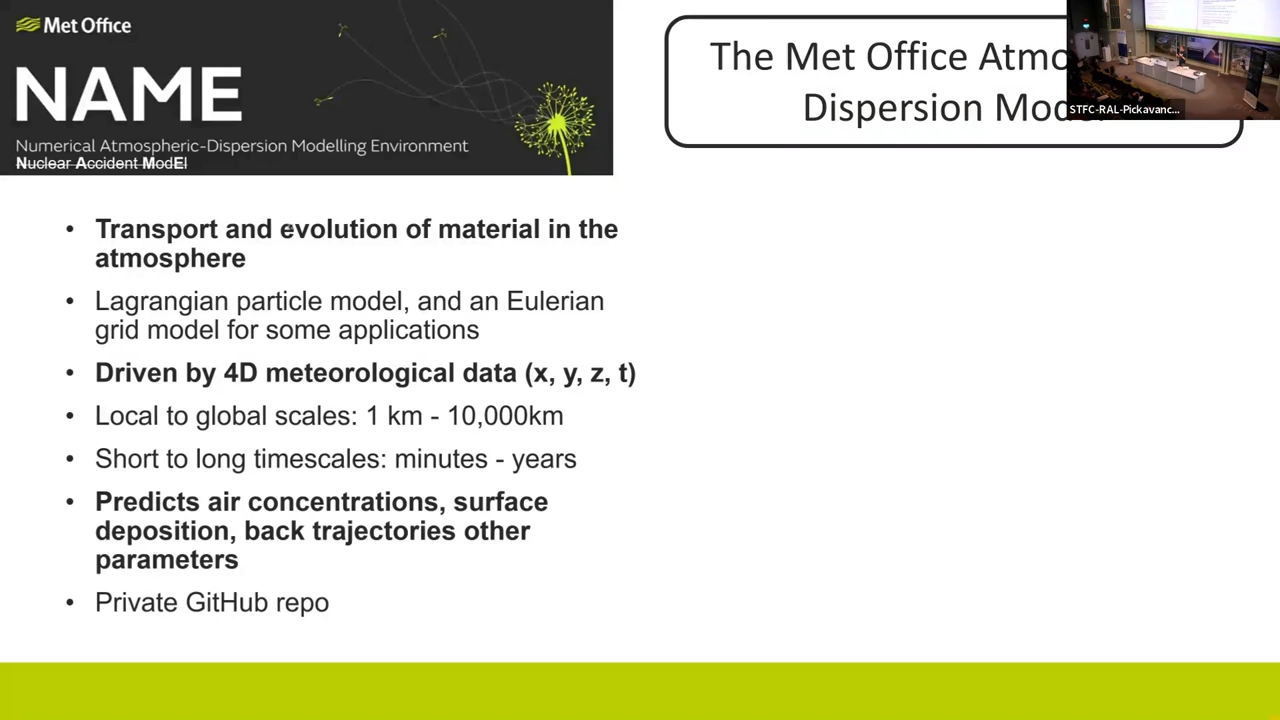 Met Office
NAME
Numerical Atmospheric-Dispersion Modelling Environment
Nuclear Accident ModEl
The Met Office Atmo
Dispersion Mod
STFC-RAL-Pickavanc...
• Transport and evolution of material in the
atmosphere
• Lagrangian particle model, and an Eulerian
grid model for some applications
• Driven by 4D meteorological data (x, y, z, t)
• Local to global scales: 1 km - 10,000km
• Short to long timescales: minutes - years
• Predicts air concentrations, surface
deposition, back trajectories other
parameters
• Private GitHub repo